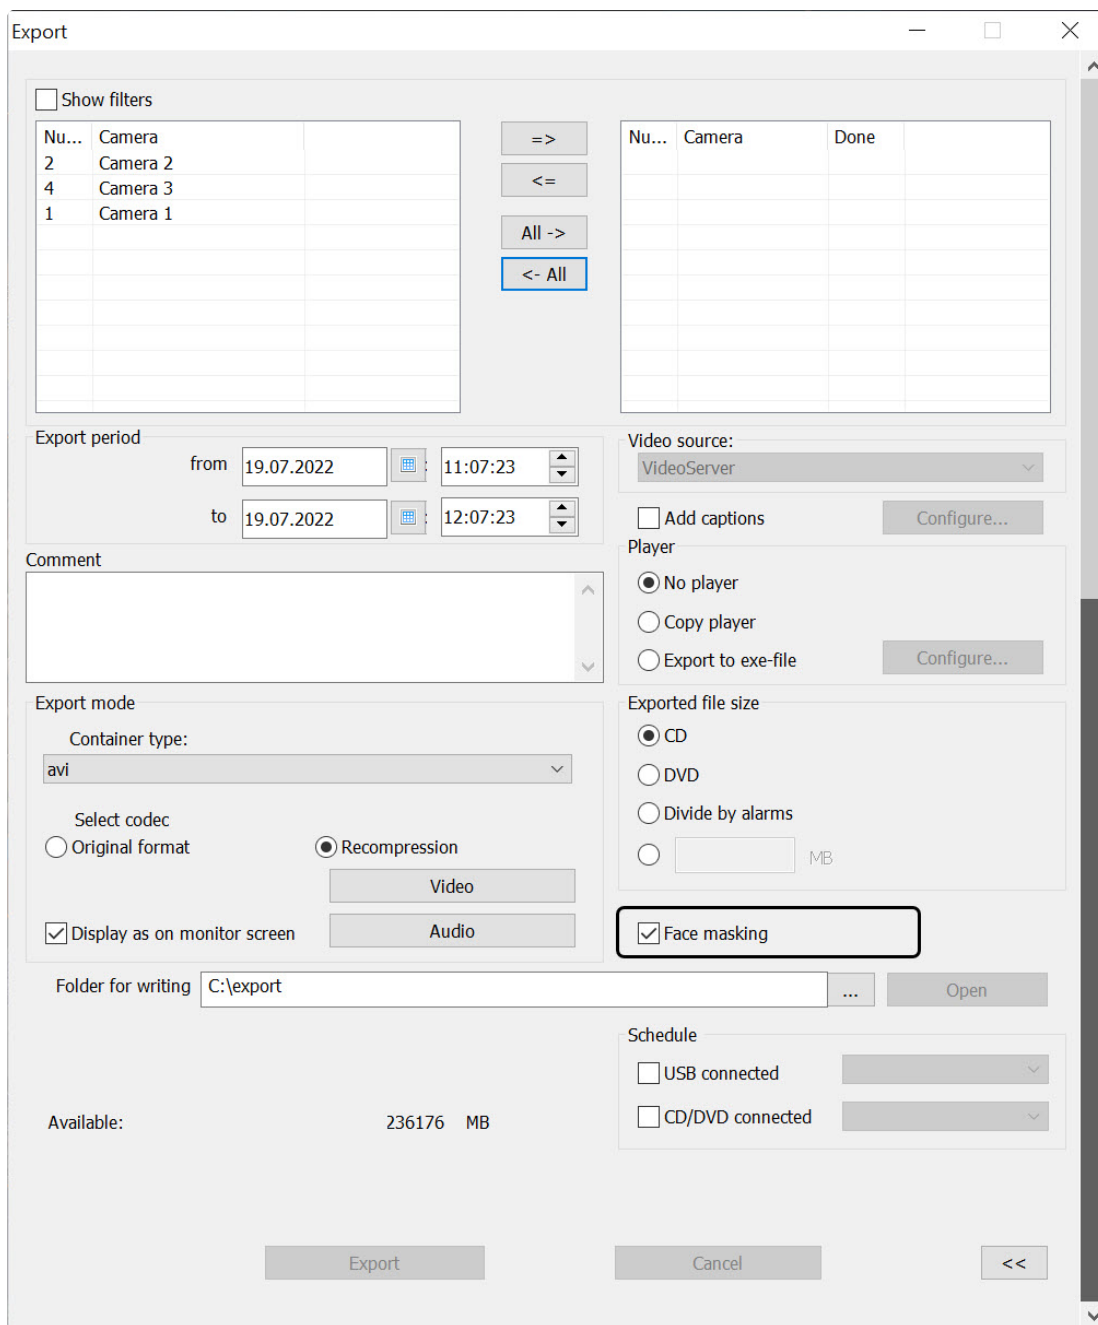 Export
Show filters
Nu... Camera
2 Camera 2
4 Camera 3
1 Camera 1
=>
<=
All ->
<- All
Nu... Camera Done
Export period
from 19.07.2022 : 11:07:23
to 19.07.2022 : 12:07:23
Video source:
VideoServer
Add captions Configure...
Comment
Player
No player
Copy player
Export to exe-file Configure...
Export mode
Container type:
avi
Select codec
Original format Recompression
Video
Display as on monitor screen Audio
Exported file size
CD
DVD
Divide by alarms
MB
Face masking
Folder for writing C:\export ... Open
Schedule
USB connected
CD/DVD connected
Available: 236176 MB
Export Cancel <<